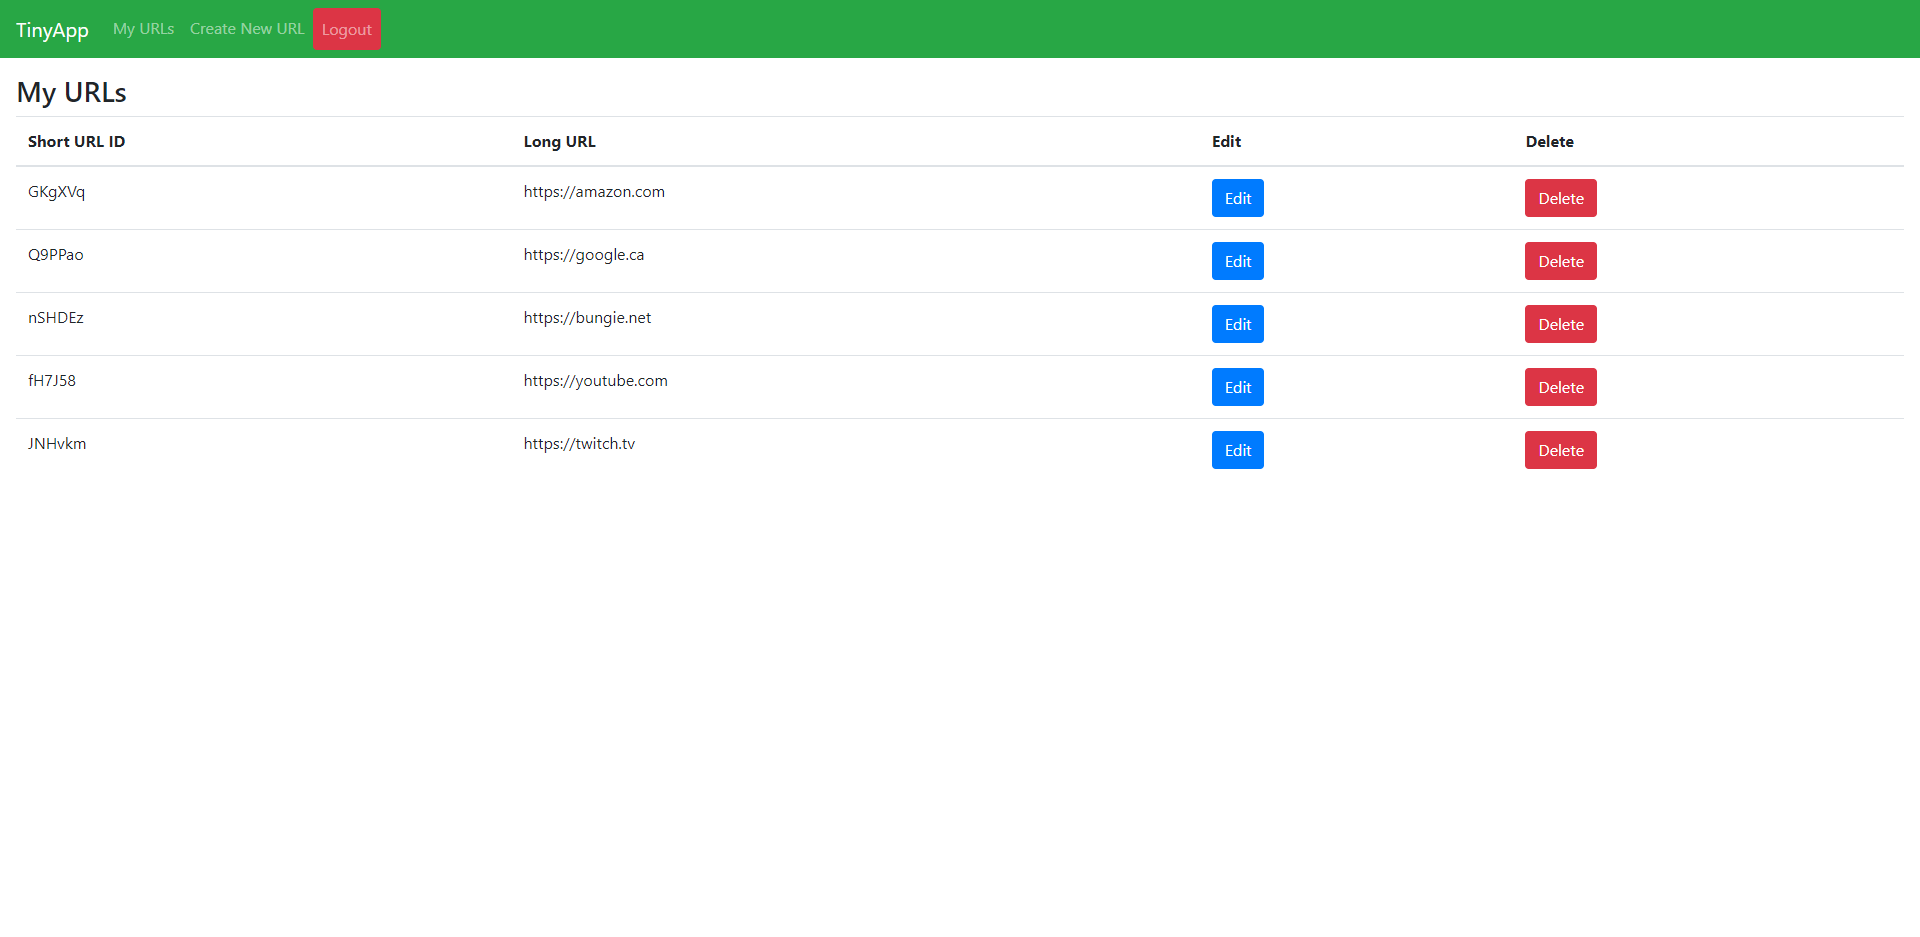 TinyApp My URLs Create New URL Logout
My URLs
Short URL ID Long URL Edit Delete
GKgXVq https://amazon.com Edit Delete
Q9PPao https://google.ca Edit Delete
nSHDEz https://bungie.net Edit Delete
fH7J58 https://youtube.com Edit Delete
JNHvkm https://twitch.tv Edit Delete